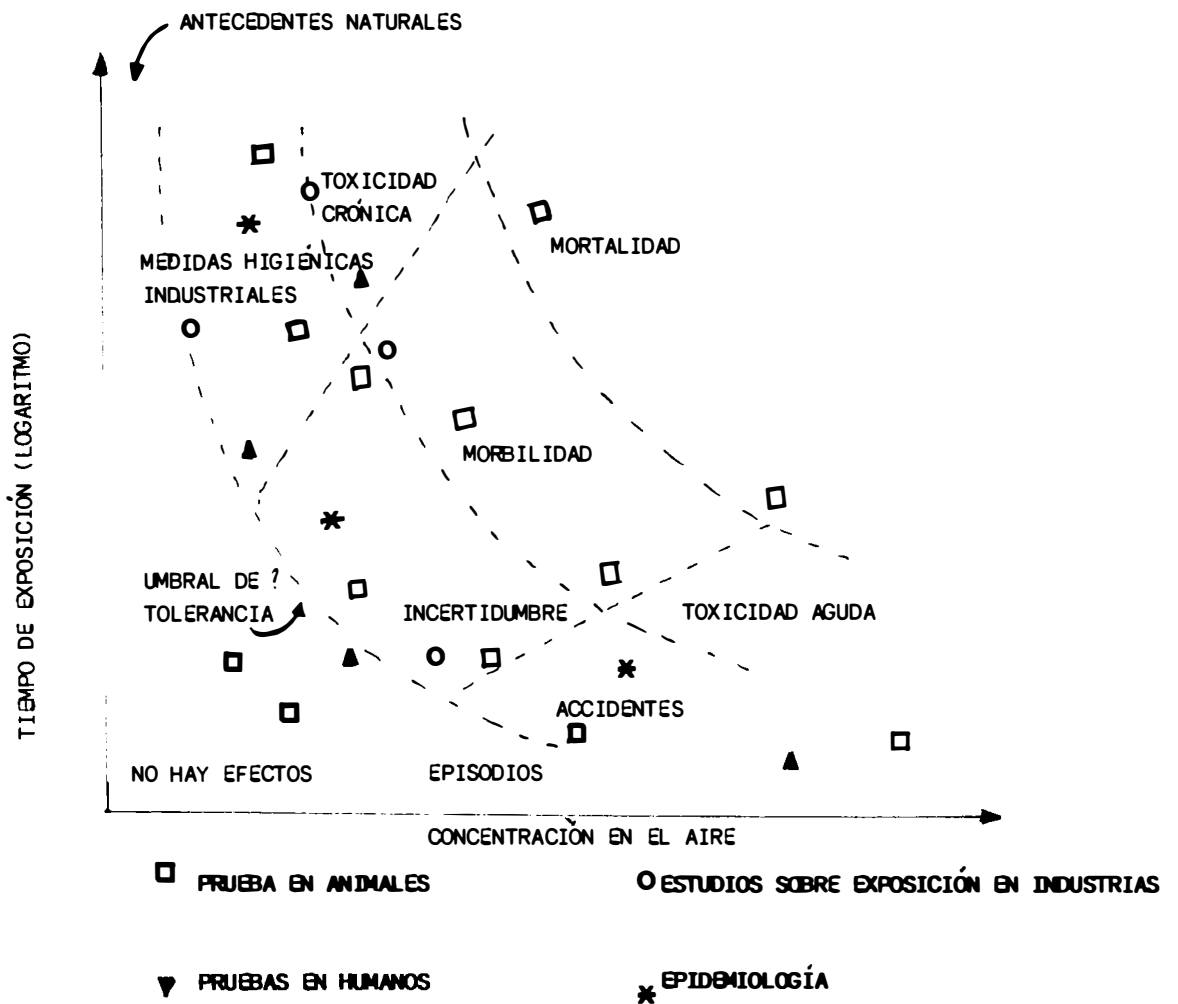 ANTECEDENTES NATURALES
TOXICIDAD
CRÓNICA
MORTALIDAD
MEDIDAS HIGIÉNICAS
INDUSTRIALES
TIEMPO DE EXPOSICIÓN (LOGARITMO)
MORBILIDAD
UMBRAL DE ?
TOLERANCIA
INCERTIDUMBRE
TOXICIDAD AGUDA
ACCIDENTES
NO HAY EFECTOS
EPISODIOS
CONCENTRACIÓN EN EL AIRE
PRUEBA EN ANIMALES
ESTUDIOS SOBRE EXPOSICIÓN EN INDUSTRIAS
PRUEBAS EN HUMANOS
EPIDEMIOLOGÍA